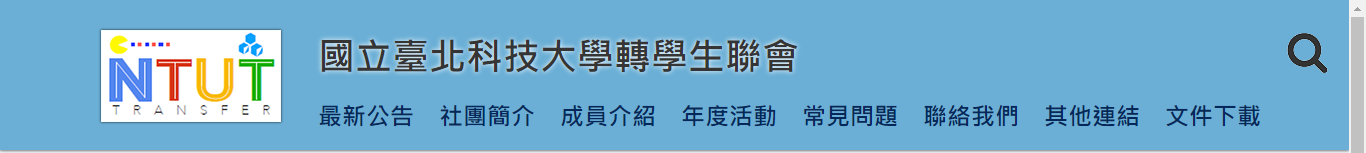 NTUT
TRANSFER
國立臺北科技大學轉學生聯會
最新公告 社團簡介 成員介紹 年度活動 常見問題 聯絡我們 其他連結 文件下載